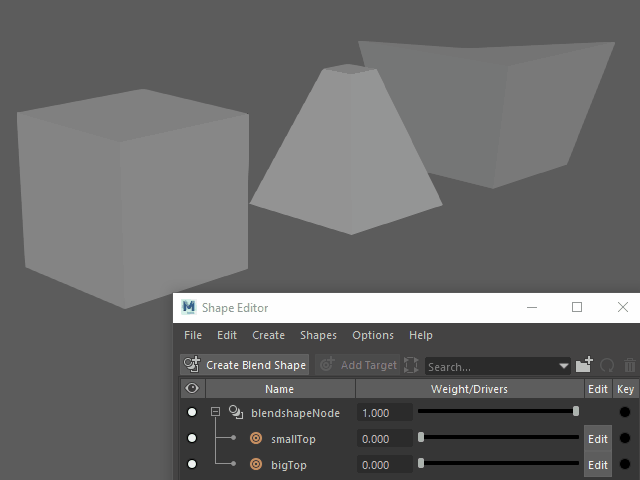 M Shape Editor
File Edit Create Shapes Options Help
Create Blend Shape Add Target Search...
Name Weight/Drivers Edit Key
blendshapeNode 1.000
smallTop 0.000 Edit
bigTop 0.000 Edit